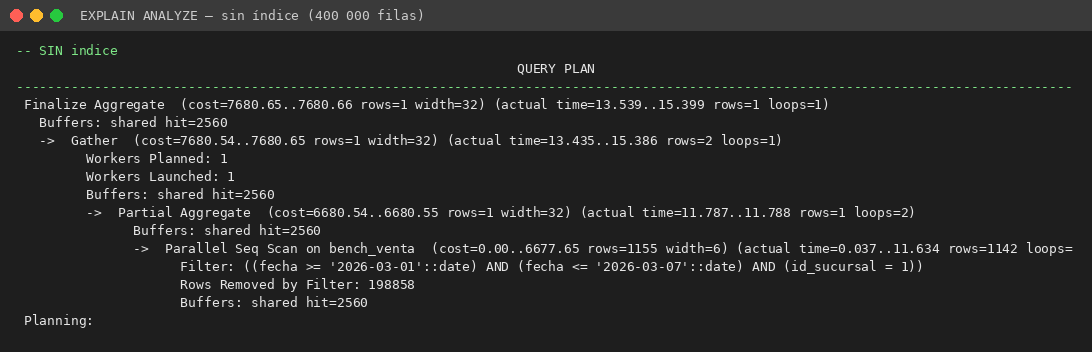 EXPLAIN ANALYZE — sin índice (400 000 filas)
-- SIN indice
QUERY PLAN
--------------------------------------------------------------------------------------------------------------------------------------
Finalize Aggregate  (cost=7680.65..7680.66 rows=1 width=32) (actual time=13.539..15.399 rows=1 loops=1)
Buffers: shared hit=2560
->  Gather  (cost=7680.54..7680.65 rows=1 width=32) (actual time=13.435..15.386 rows=2 loops=1)
Workers Planned: 1
Workers Launched: 1
Buffers: shared hit=2560
->  Partial Aggregate  (cost=6680.54..6680.55 rows=1 width=32) (actual time=11.787..11.788 rows=1 loops=2)
Buffers: shared hit=2560
->  Parallel Seq Scan on bench_venta  (cost=0.00..6677.65 rows=1155 width=6) (actual time=0.037..11.634 rows=1142 loops=
Filter: ((fecha >= '2026-03-01'::date) AND (fecha <= '2026-03-07'::date) AND (id_sucursal = 1))
Rows Removed by Filter: 198858
Buffers: shared hit=2560
Planning: